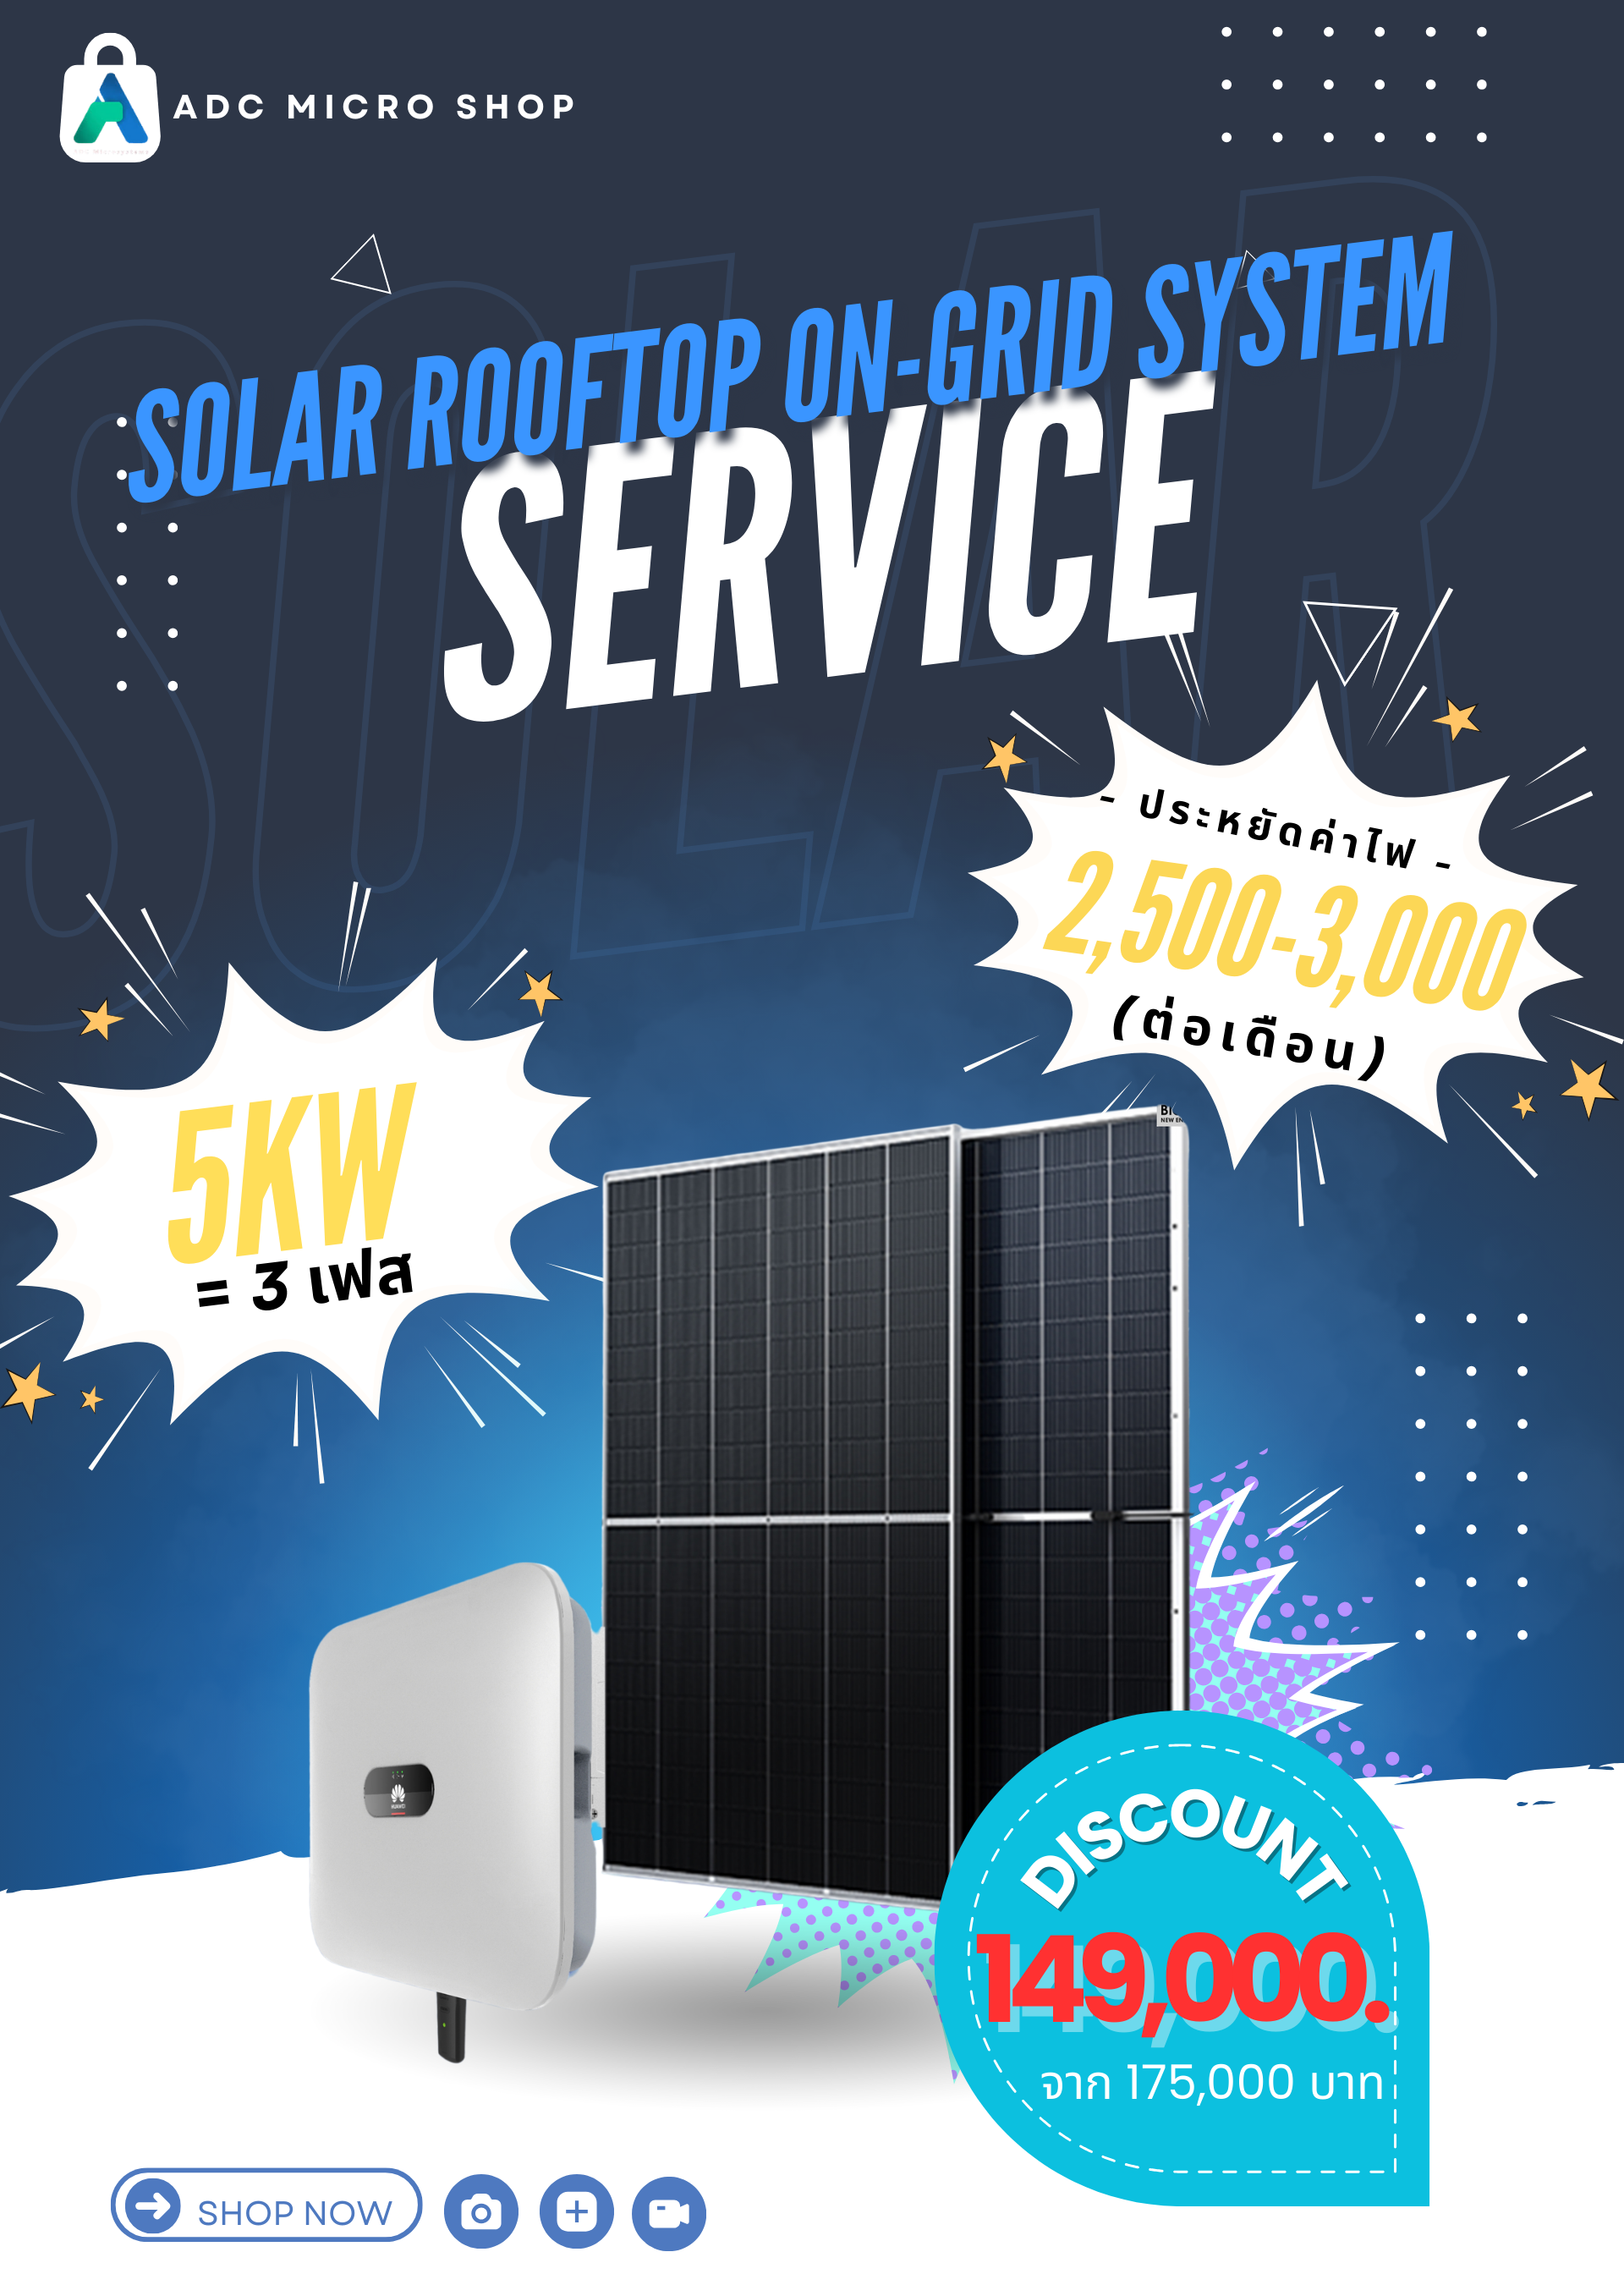 ADC MICRO SHOP
SOLAR
SOLAR ROOFTOP ON-GRID SYSTEM
SERVICE
- ประหยัดค่าไฟ -
2,500-3,000
(ต่อเดือน)
5KW
= 3 เฟส
HUAWEI
DISCOUNT
149,000.
จาก 175,000 บาท
SHOP NOW